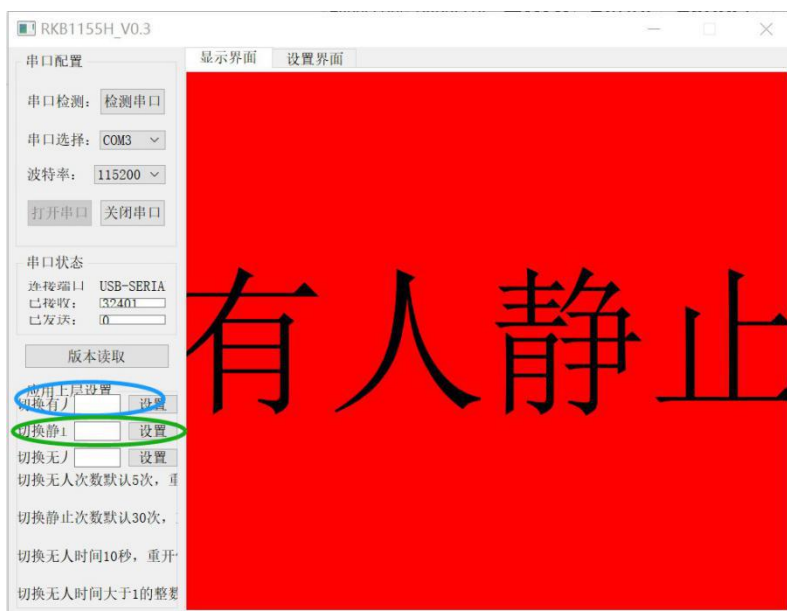 RKB1155H_V0.3
串口配置
显示界面
设置界面
串口检测: 检测串口
串口选择: COM3
波特率: 115200
打开串口 关闭串口
串口状态
连接端口 USB-SERIA
已接收: 32401
已发送: 0
版本读取
应用上层设置
切换有 设置
切换静 设置
切换无 设置
切换无人次数默认5次，重
切换静止次数默认30次，
切换无人时间10秒，重开
切换无人时间大于1的整数
有人静止